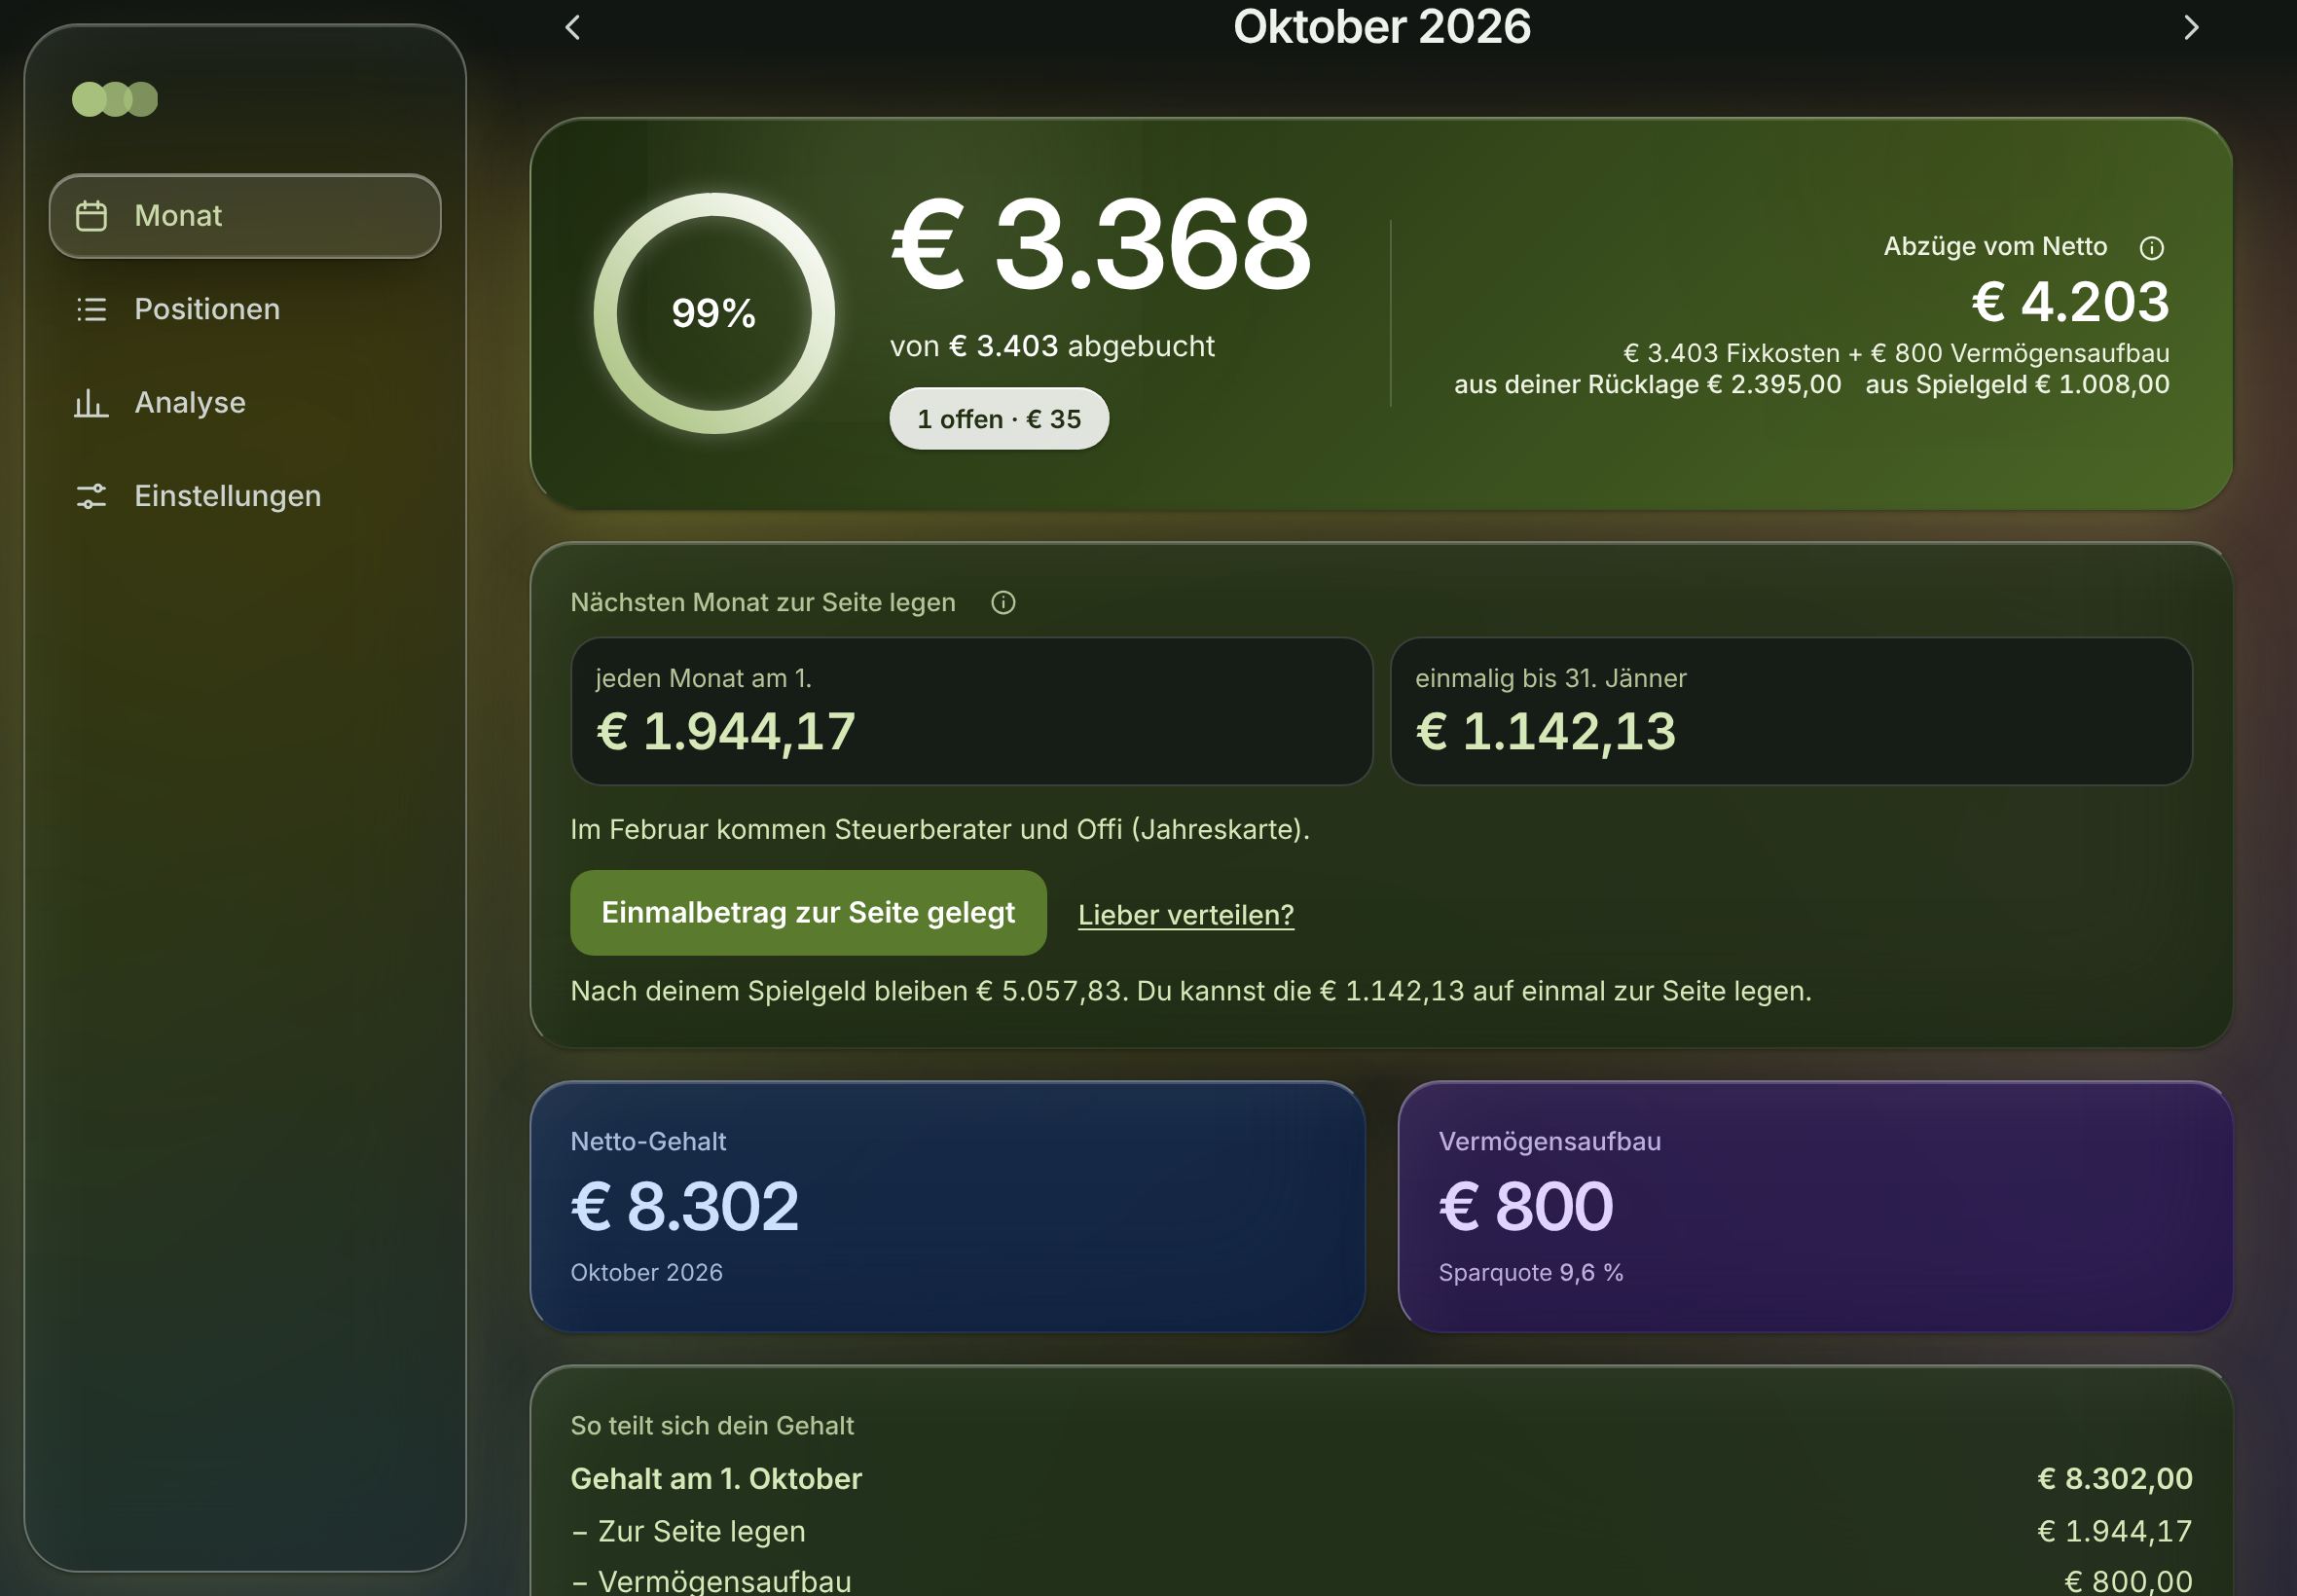 Oktober 2026
Monat
Positionen
Analyse
Einstellungen
99%
€ 3.368
von € 3.403 abgebucht
1 offen · € 35
Abzüge vom Netto
€ 4.203
€ 3.403 Fixkosten + € 800 Vermögensaufbau
aus deiner Rücklage € 2.395,00 aus Spielgeld € 1.008,00
Nächsten Monat zur Seite legen
jeden Monat am 1.
€ 1.944,17
einmalig bis 31. Jänner
€ 1.142,13
Im Februar kommen Steuerberater und Offi (Jahreskarte).
Einmalbetrag zur Seite gelegt
Lieber verteilen?
Nach deinem Spielgeld bleiben € 5.057,83. Du kannst die € 1.142,13 auf einmal zur Seite legen.
Netto-Gehalt
€ 8.302
Oktober 2026
Vermögensaufbau
€ 800
Sparquote 9,6 %
So teilt sich dein Gehalt
Gehalt am 1. Oktober € 8.302,00
– Zur Seite legen € 1.944,17
– Vermögensaufbau € 800,00